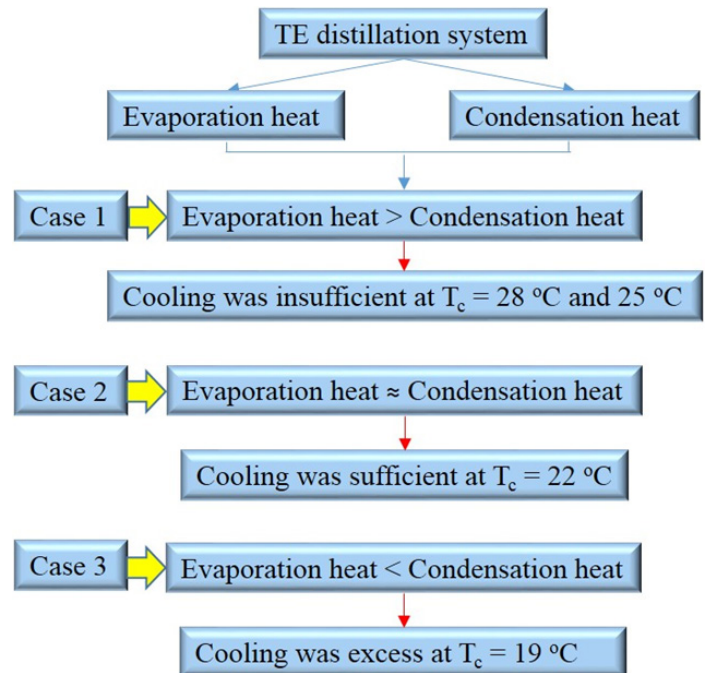 TE distillation system
Evaporation heat
Condensation heat
Case 1
Evaporation heat > Condensation heat
Cooling was insufficient at Tc = 28 ºC and 25 ºC
Case 2
Evaporation heat ≈ Condensation heat
Cooling was sufficient at Tc = 22 ºC
Case 3
Evaporation heat < Condensation heat
Cooling was excess at Tc = 19 ºC